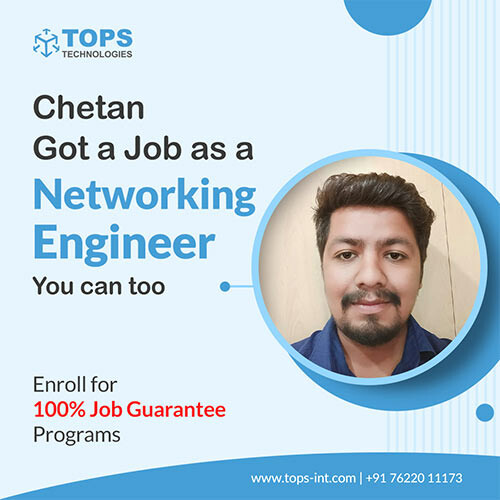 TOPS
TECHNOLOGIES
Chetan
Got a Job as a
Networking
Engineer
You can too
Enroll for
100% Job Guarantee
Programs
www.tops-int.com | +91 76220 11173